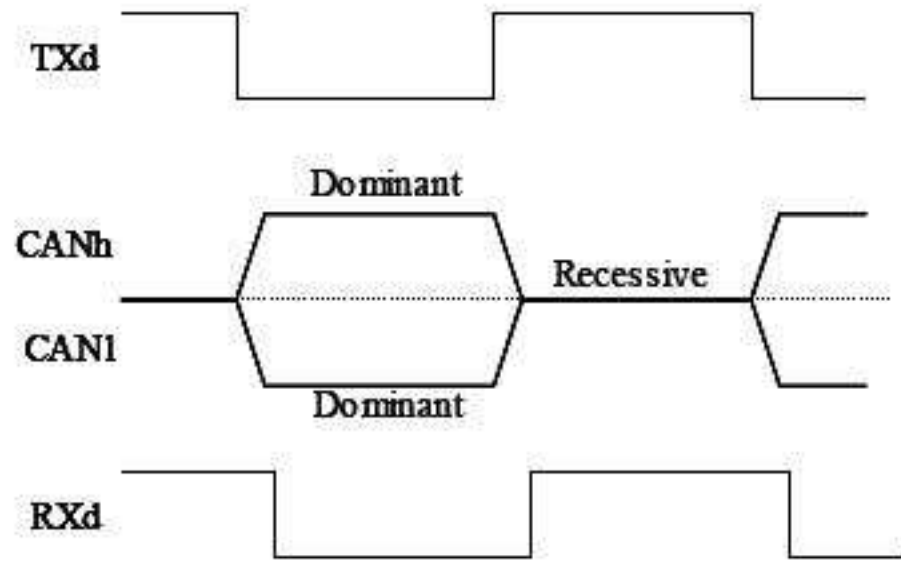 TXd
Dominant
CANh
Recessive
CANl
Dominant
RXd